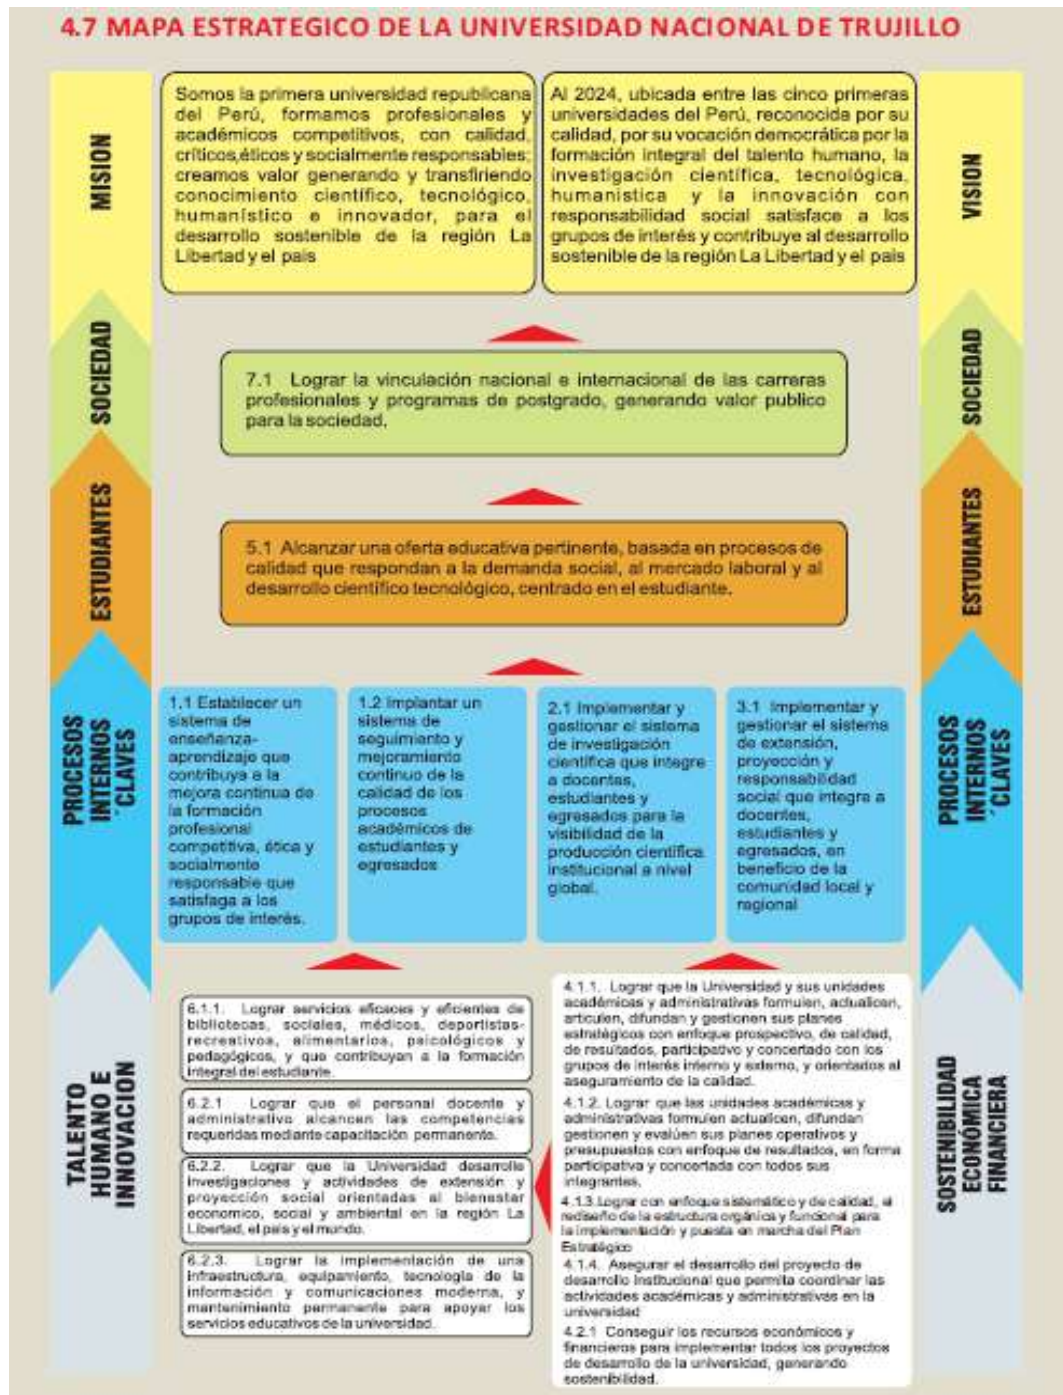 4.7 MAPA ESTRATEGICO DE LA UNIVERSIDAD NACIONAL DE TRUJILLO
MISION
Somos la primera universidad republicana
del Perú, formamos profesionales y
académicos competitivos, con calidad,
críticos,éticos y socialmente responsables;
creamos valor generando y transfiriendo
conocimiento científico, tecnológico,
humanístico e innovador, para el
desarrollo sostenible de la región La
Libertad y el pais
Al 2024, ubicada entre las cinco primeras
universidades del Perú, reconocida por su
calidad, por su vocación democrática por la
formación integral del talento humano, la
investigación científica, tecnológica,
humanística y la innovación con
responsabilidad social satisface a los
grupos de interés y contribuye al desarrollo
sostenible de la región La Libertad y el pais
VISION
SOCIEDAD
7.1 Lograr la vinculación nacional e internacional de las carreras
profesionales y programas de postgrado, generando valor publico
para la sociedad.
SOCIEDAD
ESTUDIANTES
5.1 Alcanzar una oferta educativa pertinente, basada en procesos de
calidad que respondan a la demanda social, al mercado laboral y al
desarrollo científico tecnológico, centrado en el estudiante.
ESTUDIANTES
PROCESOS
INTERNOS
´CLAVES
1.1 Establecer un
sistema de
enseñanza-
aprendizaje que
contribuya a la
mejora continua de
la formación
profesional
competitiva, ética y
socialmente
responsable que
satisfaga a los
grupos de interés.
1.2 Implantar un
sistema de
seguimiento y
mejoramiento
continuo de la
calidad de los
procesos
académicos de
estudiantes y
egresados
2.1 Implementar y
gestionar el sistema
de investigación
científica que integre
a docentes,
estudiantes y
egresados para la
visibilidad de la
producción científica
institucional a nivel
global.
3.1 Implementar y
gestionar el sistema
de extensión,
proyección y
responsabilidad
social que integre a
docentes,
estudiantes y
egresados, en
beneficio de la
comunidad local y
regional
PROCESOS
INTERNOS
´CLAVES
TALENTO
HUMANO E
INNOVACION
6.1.1. Lograr servicios eficaces y eficientes de
bibliotecas, sociales, médicos, deportistas-
recreativos, alimentarios, psicológicos y
pedagógicos, y que contribuyan a la formación
integral del estudiante.
6.2.1 Lograr que el personal docente y
administrativo alcancen las competencias
requeridas mediante capacitación permanente.
6.2.2. Lograr que la Universidad desarrolle
investigaciones y actividades de extensión y
proyección social orientadas al bienestar
economico, social y ambiental en la región La
Libertad, el pais y el mundo.
6.2.3. Lograr la implementación de una
infraestructura, equipamiento, tecnología de la
información y comunicaciones moderna, y
mantenimiento permanente para apoyar los
servicios educativos de la universidad.
4.1.1. Lograr que la Universidad y sus unidades
académicas y administrativas formulen, actualicen,
articulen, difundan y gestionen sus planes
estratégicos con enfoque prospectivo, de calidad,
de resultados, participativo y concertado con los
grupos de interés interno y externo, y orientados al
aseguramiento de la calidad.
4.1.2. Lograr que las unidades académicas y
administrativas formulen actualicen, difundan
gestionen y evalúen sus planes operativos y
presupuestos con enfoque de resultados, en forma
participativa y concertada con todos sus
integrantes.
4.1.3.Lograr con enfoque sistemático y de calidad, el
rediseño de la estructura orgánica y funcional para
la implementación y puesta en marcha del Plan
Estratégico
4.1.4. Asegurar el desarrollo del proyecto de
desarrollo institucional que permita coordinar las
actividades académicas y administrativas en la
universidad
4.2.1 Conseguir los recursos económicos y
financieros para implementar todos los proyectos
de desarrollo de la universidad, generando
sostenibilidad.
SOSTENIBILIDAD
ECONÓMICA
FINANCIERA